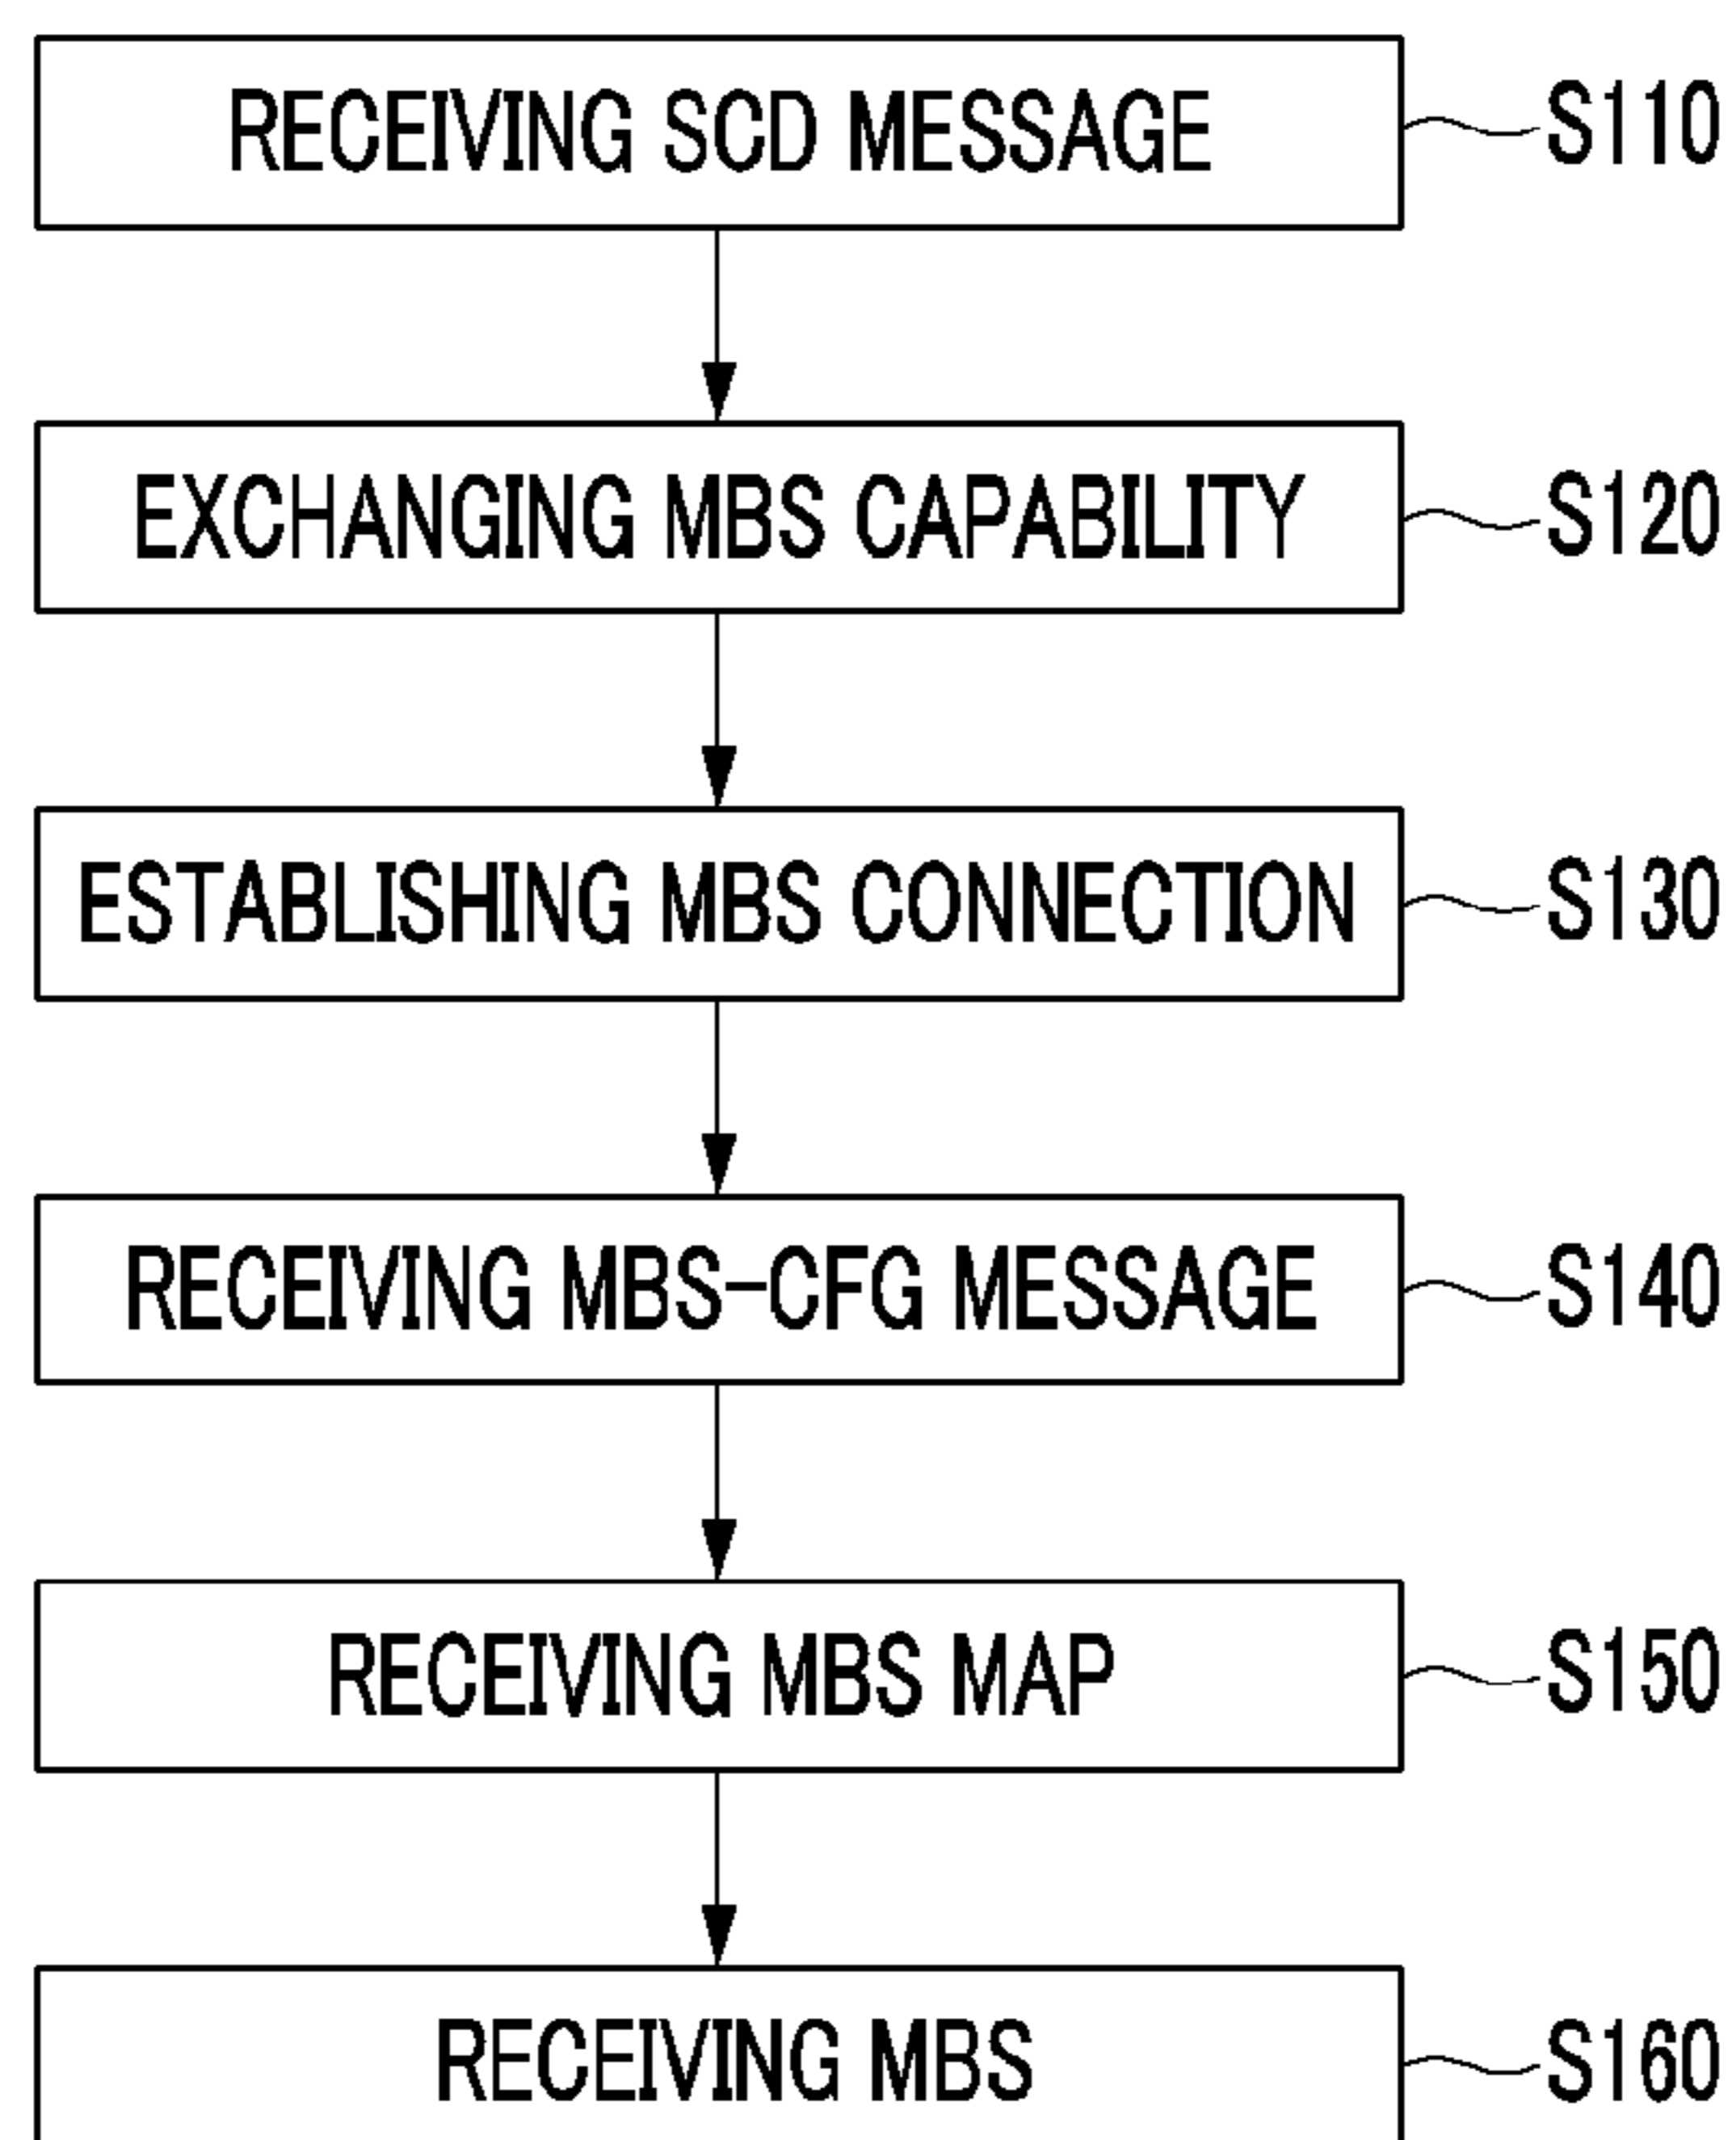 RECEIVING SCD MESSAGE S110
EXCHANGING MBS CAPABILITY S120
ESTABLISHING MBS CONNECTION S130
RECEIVING MBS-CFG MESSAGE S140
RECEIVING MBS MAP S150
RECEIVING MBS S160